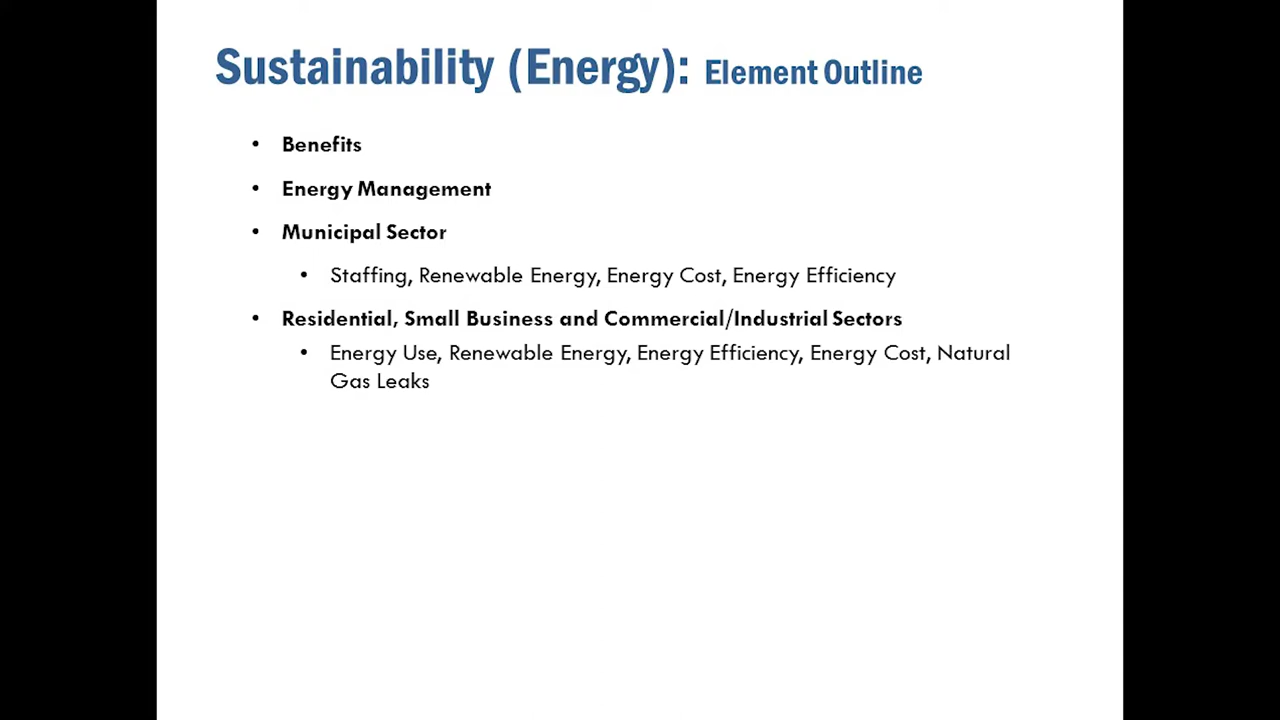 Sustainability (Energy): Element Outline
• Benefits
• Energy Management
• Municipal Sector
• Staffing, Renewable Energy, Energy Cost, Energy Efficiency
• Residential, Small Business and Commercial/Industrial Sectors
• Energy Use, Renewable Energy, Energy Efficiency, Energy Cost, Natural
Gas Leaks